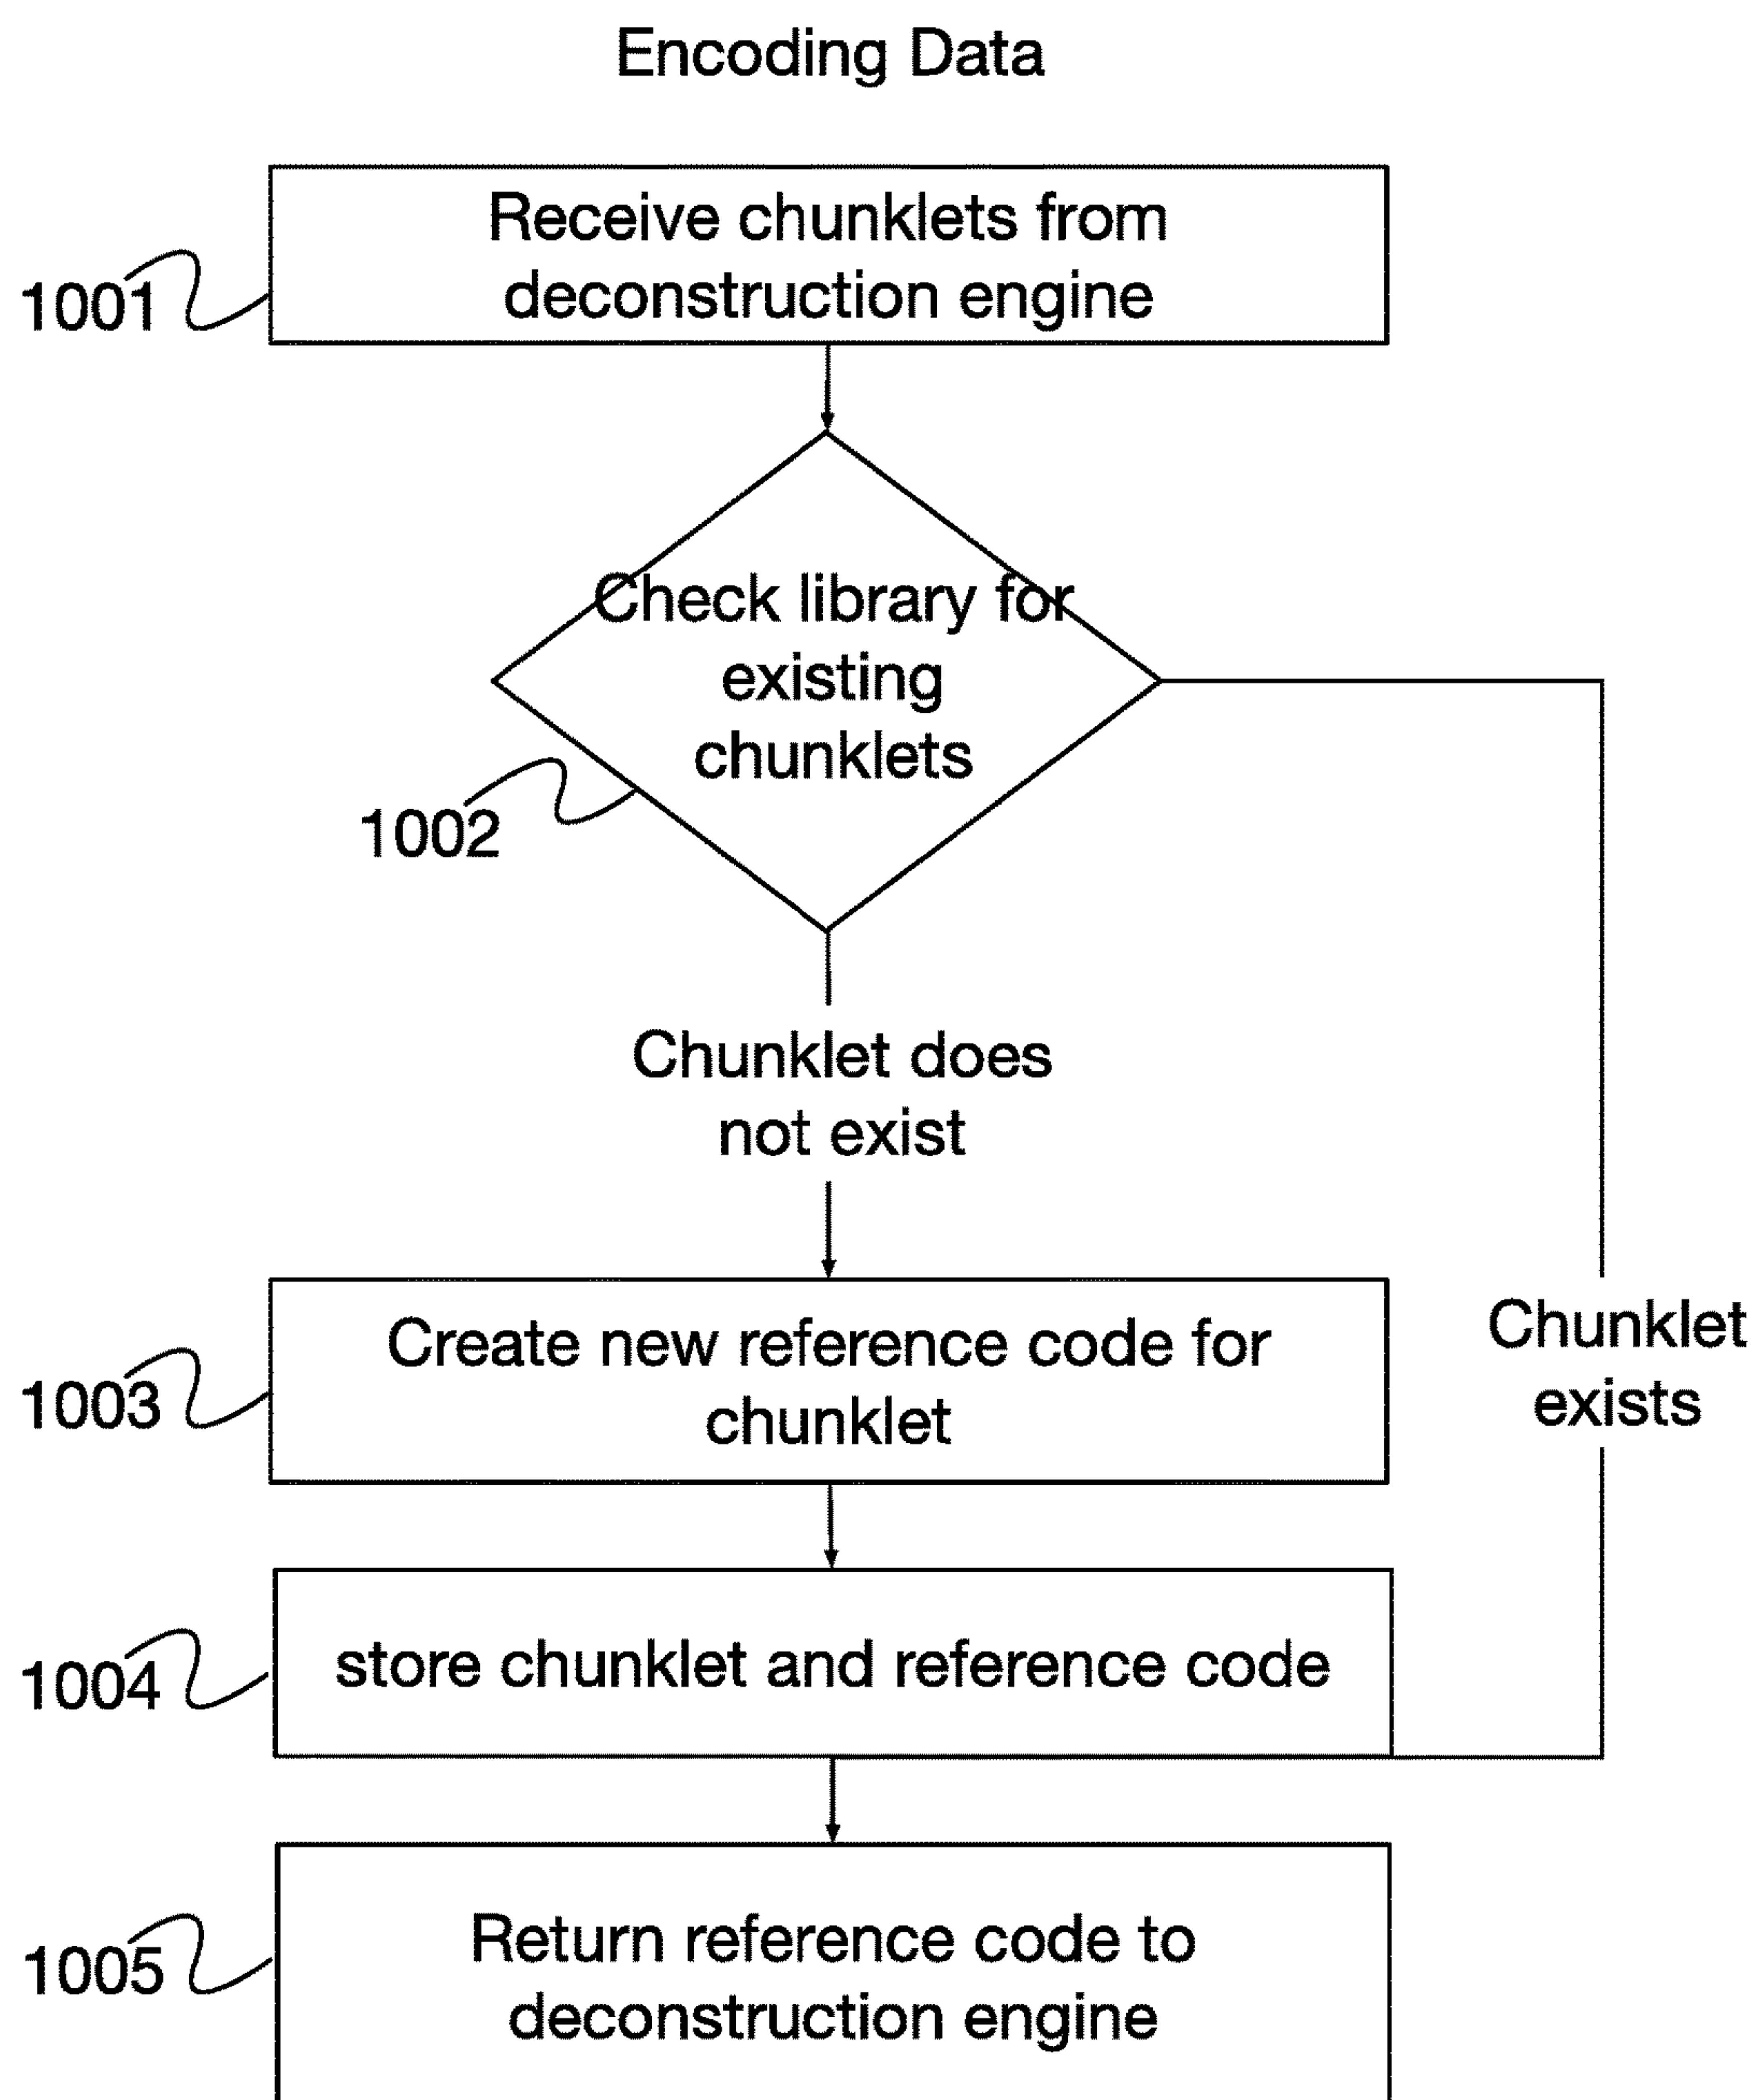 Encoding Data
Receive chunklets from
deconstruction engine
1001
Check library for
existing
chunklets
1002
Chunklet does
not exist
Create new reference code for
chunklet
1003
Chunklet
exists
store chunklet and reference code
1004
Return reference code to
deconstruction engine
1005